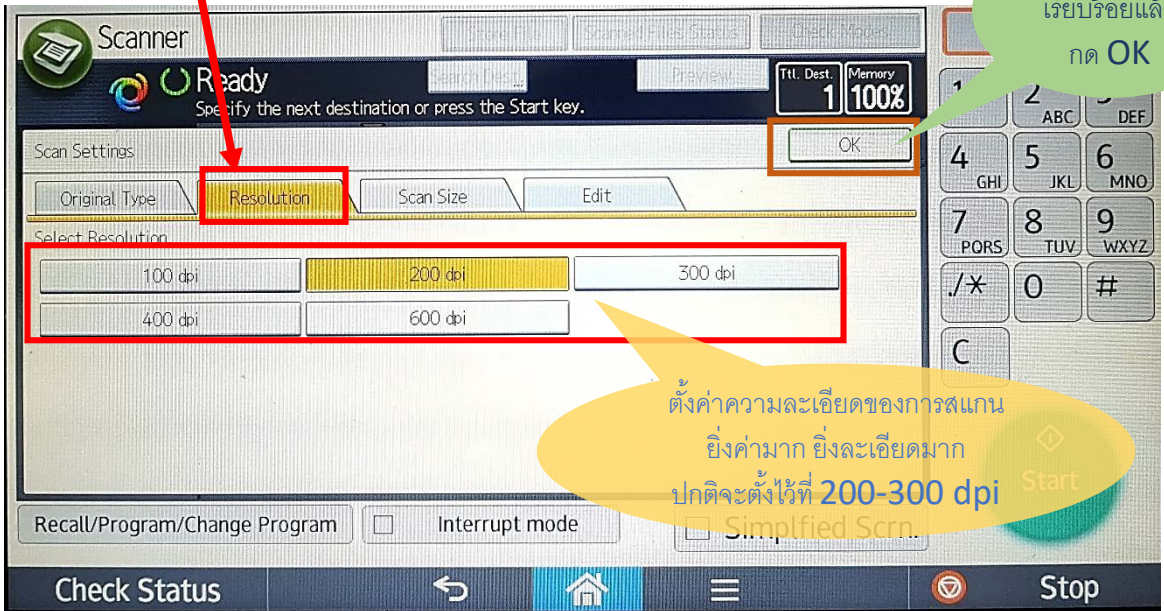 Scanner
Store File
Scanned Files Status
Check Modes
เรียบร้อยแล้
กด OK
Ready
Search Dest.
Preview
Ttl. Dest.
1
Memory
100%
Specify the next destination or press the Start key.
Scan Settings
OK
Original Type
Resolution
Scan Size
Edit
Select Resolution
100 dpi
200 dpi
300 dpi
400 dpi
600 dpi
2 ABC
DEF
4 GHI
5 JKL
6 MNO
7 PQRS
8 TUV
9 WXYZ
./*
0
#
C
ตั้งค่าความละเอียดของการสแกน
ยิ่งค่ามาก ยิ่งละเอียดมาก
ปกติจะตั้งไว้ที่ 200-300 dpi
Start
Recall/Program/Change Program
Interrupt mode
Simplfied Scrn.
Check Status
Stop